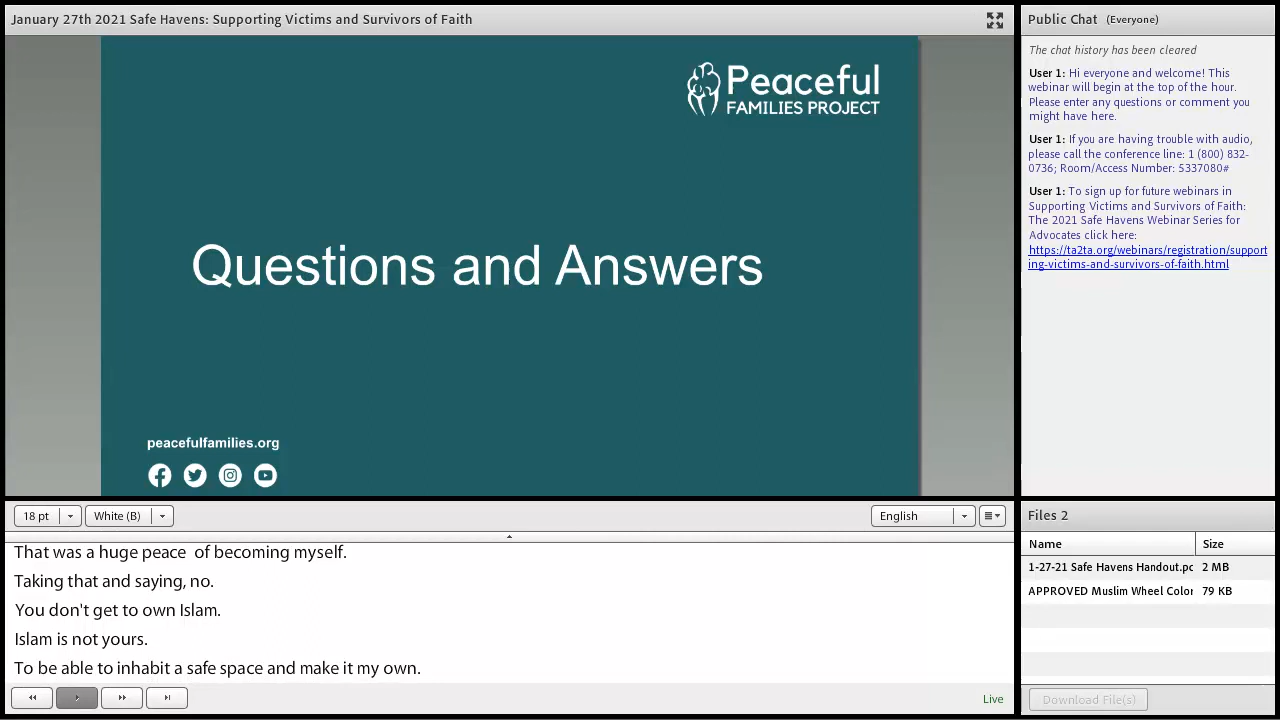 January 27th 2021 Safe Havens: Supporting Victims and Survivors of Faith
Peaceful
FAMILIES PROJECT
Questions and Answers
peacefulfamilies.org
18 pt
White (B)
English
That was a huge peace  of becoming myself.
Taking that and saying, no.
You don't get to own Islam.
Islam is not yours.
To be able to inhabit a safe space and make it my own.
Live
Public Chat (Everyone)
The chat history has been cleared
User 1: Hi everyone and welcome! This
webinar will begin at the top of the hour.
Please enter any questions or comment you
might have here.
User 1: If you are having trouble with audio,
please call the conference line: 1 (800) 832-
0736; Room/Access Number: 5337080#
User 1: To sign up for future webinars in
Supporting Victims and Survivors of Faith:
The 2021 Safe Havens Webinar Series for
Advocates click here:
https://ta2ta.org/webinars/registration/support
ing-victims-and-survivors-of-faith.html
Files 2
Name Size
1-27-21 Safe Havens Handout.pc 2 MB
APPROVED Muslim Wheel Color 79 KB
Download File(s)